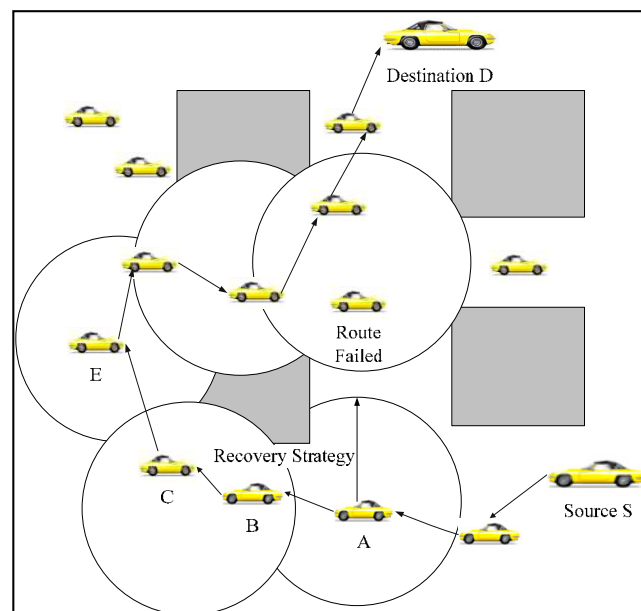 Destination D
Route
Failed
E
Recovery Strategy
C
B
A
Source S